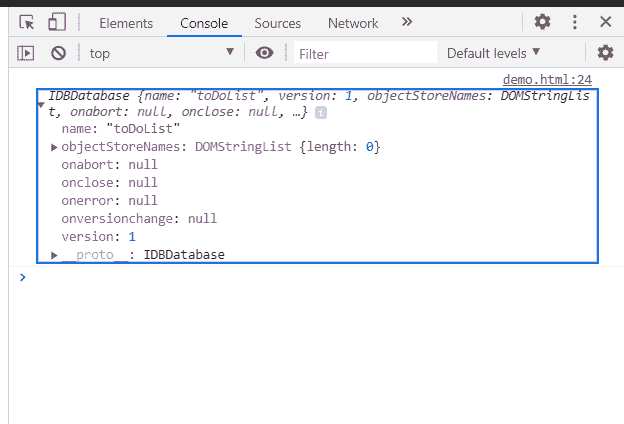 Elements Console Sources Network »
top Filter Default levels
demo.html:24
IDBDatabase {name: "toDoList", version: 1, objectStoreNames: DOMStringLis
t, onabort: null, onclose: null, …} i
name: "toDoList"
objectStoreNames: DOMStringList {length: 0}
onabort: null
onclose: null
onerror: null
onversionchange: null
version: 1
__proto__: IDBDatabase